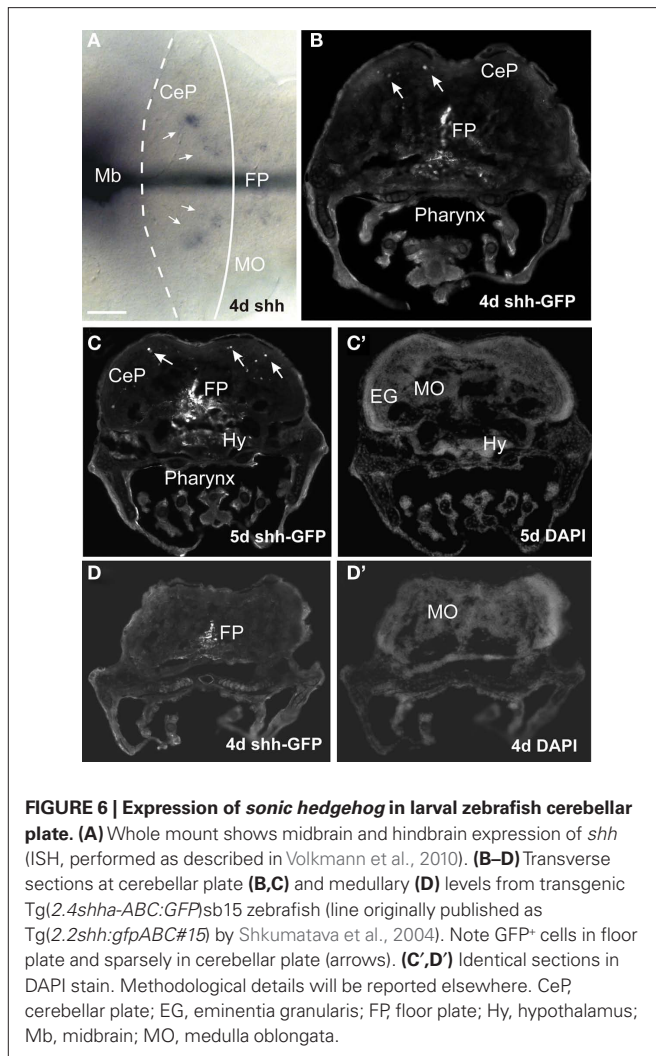 A
CeP
Mb
FP
MO
4d shh
B
CeP
FP
Pharynx
4d shh-GFP
C
CeP
FP
Hy
Pharynx
5d shh-GFP
C'
EG
MO
Hy
5d DAPI
D
FP
4d shh-GFP
D'
MO
4d DAPI
FIGURE 6 | Expression of sonic hedgehog in larval zebrafish cerebellar
plate. (A) Whole mount shows midbrain and hindbrain expression of shh
(ISH, performed as described in Volkmann et al., 2010). (B–D) Transverse
sections at cerebellar plate (B,C) and medullary (D) levels from transgenic
Tg(2.4shha-ABC:GFP)sb15 zebrafish (line originally published as
Tg(2.2shh:gfpABC#15) by Shkumatava et al., 2004). Note GFP⁺ cells in floor
plate and sparsely in cerebellar plate (arrows). (C′,D′) Identical sections in
DAPI stain. Methodological details will be reported elsewhere. CeP,
cerebellar plate; EG, eminentia granularis; FP, floor plate; Hy, hypothalamus;
Mb, midbrain; MO, medulla oblongata.